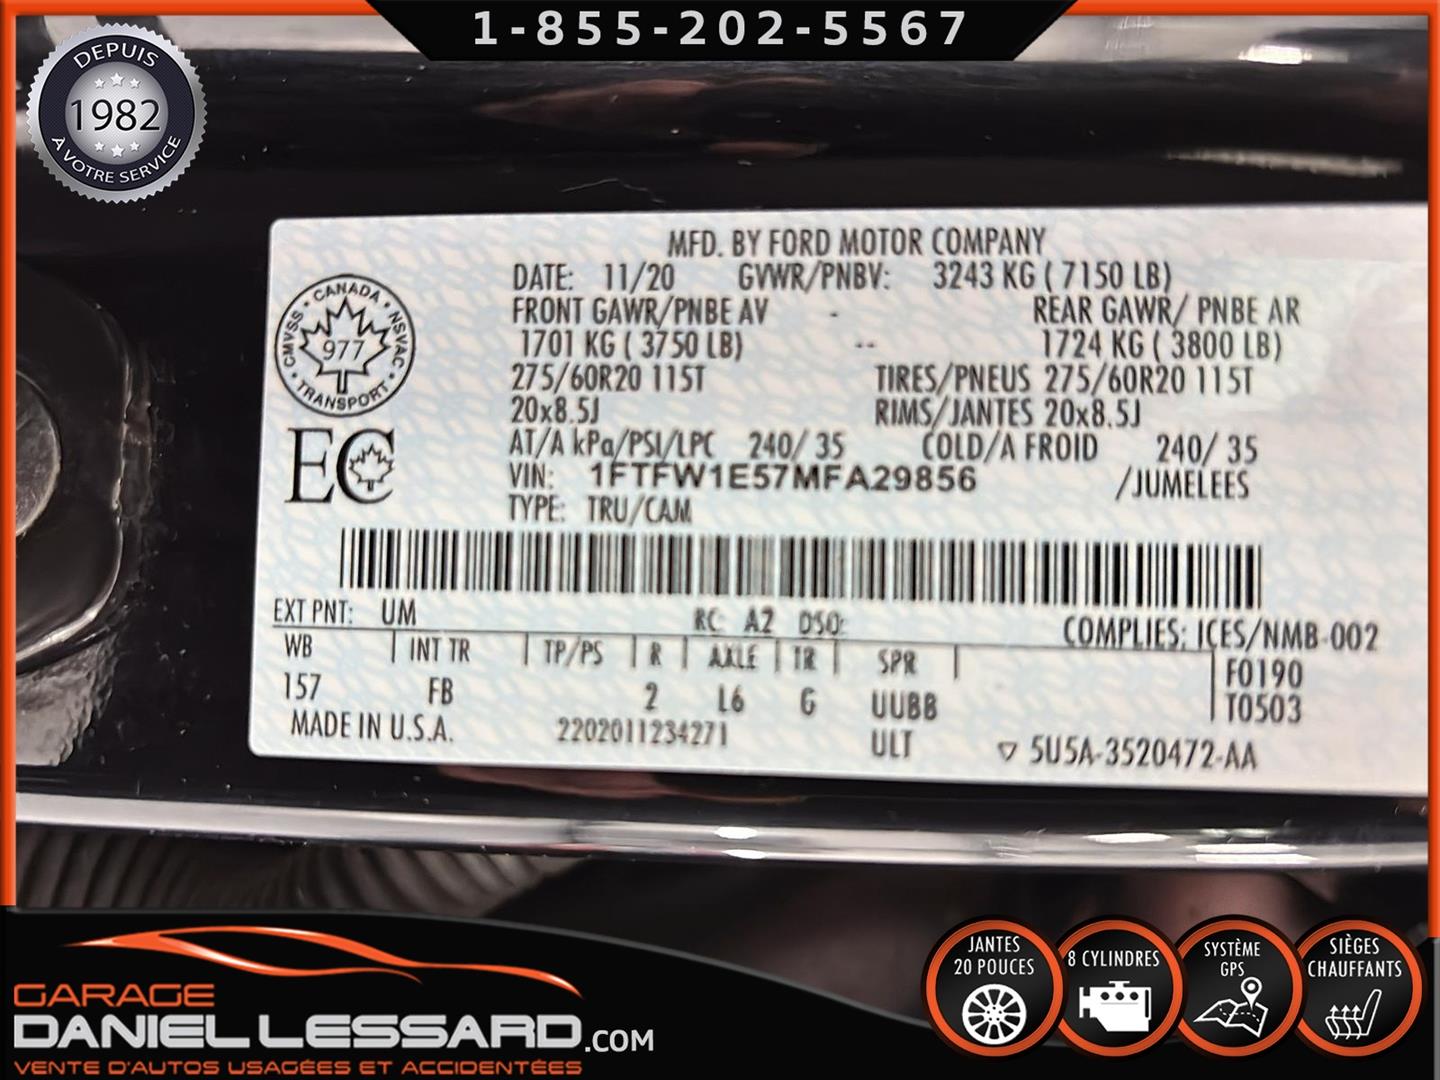 1-855-202-5567
DEPUIS
1982
À VOTRE SERVICE
MFD. BY FORD MOTOR COMPANY
DATE: 11/20 GVWR/PNBV: 3243 KG ( 7150 LB)
FRONT GAWR/PNBE AV - REAR GAWR/ PNBE AR
1701 KG ( 3750 LB) -- 1724 KG ( 3800 LB)
275/60R20 115T TIRES/PNEUS 275/60R20 115T
20x8.5J RIMS/JANTES 20x8.5J
AT/A kPa/PSI/LPC 240/ 35 COLD/A FROID 240/ 35
VIN: 1FTFW1E57MFA29856 /JUMELEES
TYPE: TRU/CAM
CANADA
CMVSS • NSVAC
977
TRANSPORT
EC
EXT PNT: UM RC: A2 DSO:
COMPLIES: ICES/NMB-002
WB INT TR TP/PS R AXLE TR SPR F0190
157 FB 2 L6 G UUBB T0503
MADE IN U.S.A. 2202011234271 ULT ▽ 5U5A-3520472-AA
GARAGE
DANIEL LESSARD.COM
VENTE D'AUTOS USAGÉES ET ACCIDENTÉES
JANTES
20 POUCES
8 CYLINDRES
SYSTÈME
GPS
SIÈGES
CHAUFFANTS